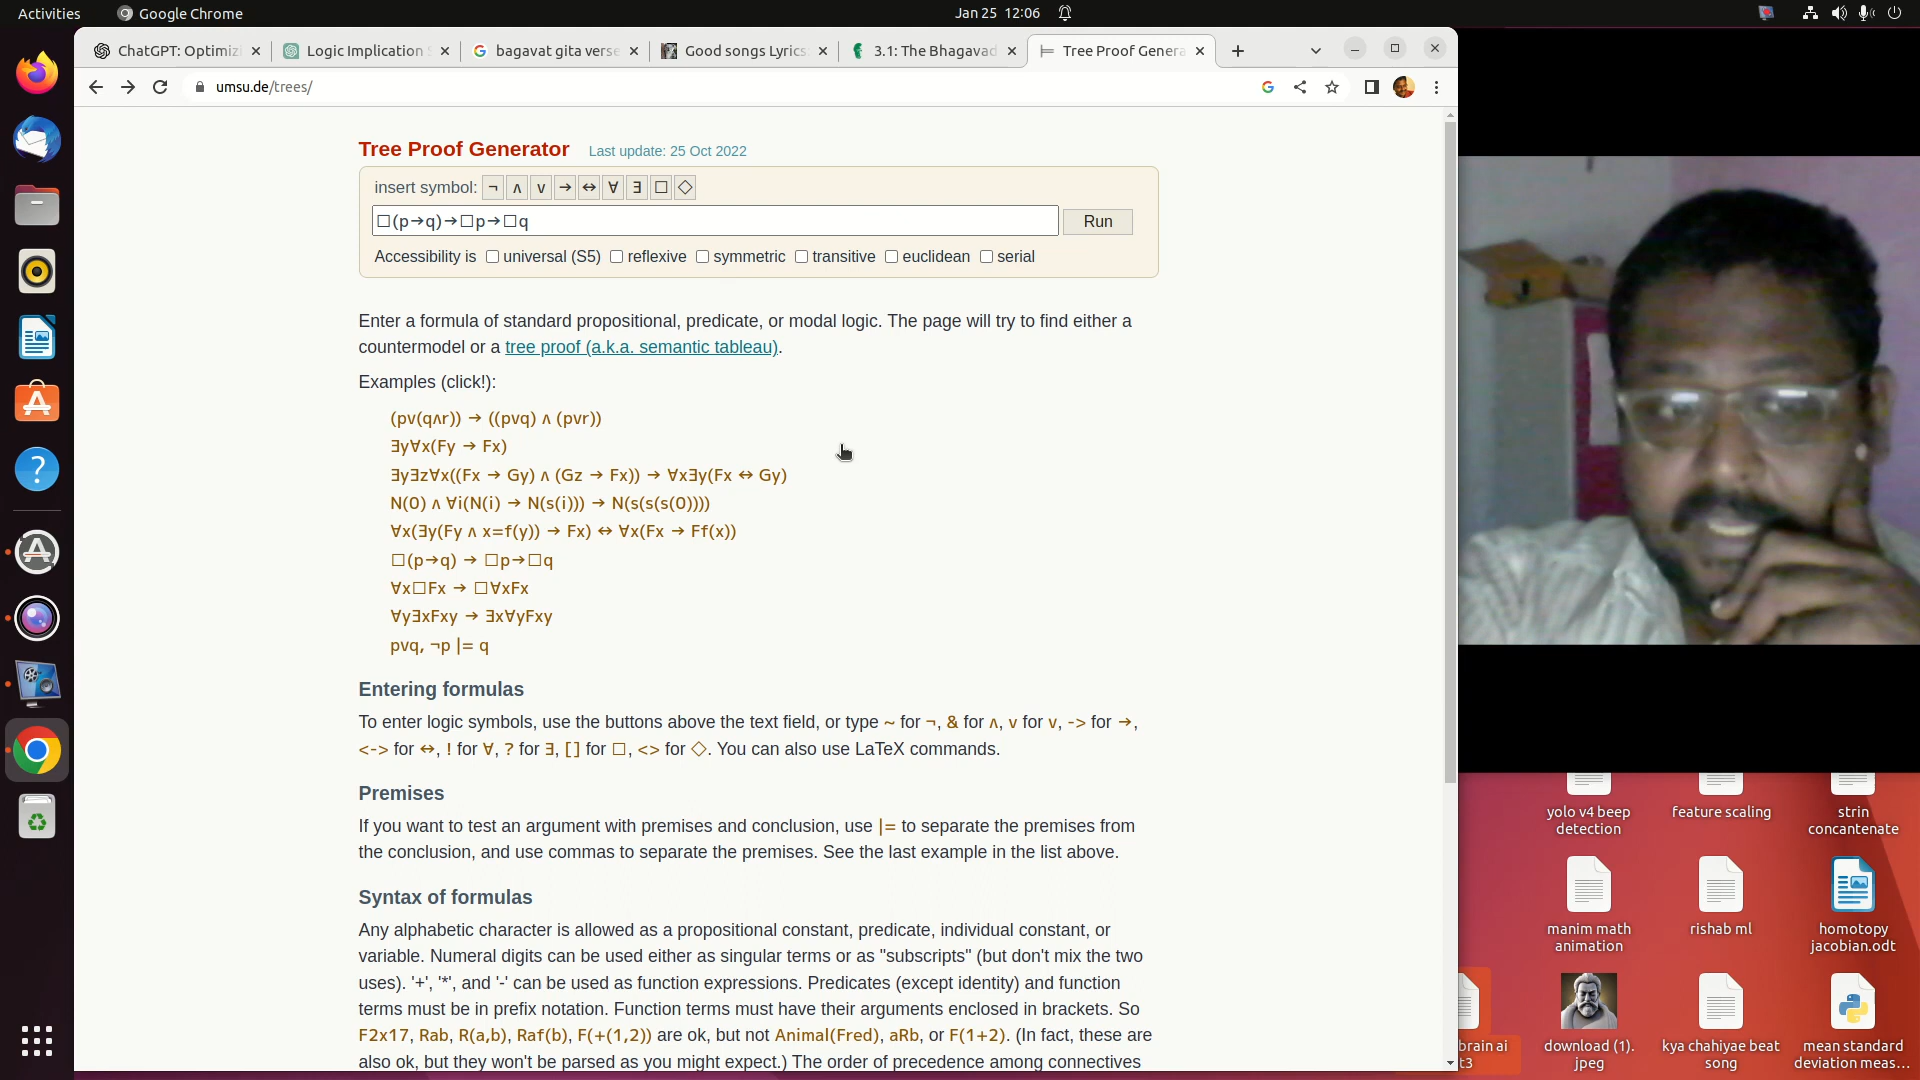 Activities
Google Chrome
Jan 25 12:06
ChatGPT: Optimizi
Logic Implication S
bagavat gita verse
Good songs Lyrics:
3.1: The Bhagavad
Tree Proof Genera
umsu.de/trees/
Tree Proof Generator
Last update: 25 Oct 2022
insert symbol: ¬ ∧ ∨ → ↔ ∀ ∃ □ ◇
□(p→q)→□p→□q
Run
Accessibility is universal (S5) reflexive symmetric transitive euclidean serial
Enter a formula of standard propositional, predicate, or modal logic. The page will try to find either a
countermodel or a tree proof (a.k.a. semantic tableau).
Examples (click!):
(p∨(q∧r)) → ((p∨q) ∧ (p∨r))
∃y∀x(Fy → Fx)
∃y∃z∀x((Fx → Gy) ∧ (Gz → Fx)) → ∀x∃y(Fx ↔ Gy)
N(0) ∧ ∀i(N(i) → N(s(i))) → N(s(s(s(0))))
∀x(∃y(Fy ∧ x=f(y)) → Fx) ↔ ∀x(Fx → Ff(x))
□(p→q) → □p→□q
∀x□Fx → □∀xFx
∀y∃xFxy → ∃x∀yFxy
p∨q, ¬p |= q
Entering formulas
To enter logic symbols, use the buttons above the text field, or type ~ for ¬, & for ∧, v for ∨, -> for →,
<-> for ↔, ! for ∀, ? for ∃, [] for □, <> for ◇. You can also use LaTeX commands.
Premises
If you want to test an argument with premises and conclusion, use |= to separate the premises from
the conclusion, and use commas to separate the premises. See the last example in the list above.
Syntax of formulas
Any alphabetic character is allowed as a propositional constant, predicate, individual constant, or
variable. Numeral digits can be used either as singular terms or as "subscripts" (but don't mix the two
uses). '+', '*', and '-' can be used as function expressions. Predicates (except identity) and function
terms must be in prefix notation. Function terms must have their arguments enclosed in brackets. So
F2x17, Rab, R(a,b), Raf(b), F(+(1,2)) are ok, but not Animal(Fred), aRb, or F(1+2). (In fact, these are
also ok, but they won't be parsed as you might expect.) The order of precedence among connectives
yolo v4 beep
detection
feature scaling
strin
concantenate
manim math
animation
rishab ml
homotopy
jacobian.odt
brain ai
t3
download (1).
jpeg
kya chahiyae beat
song
mean standard
deviation meas...